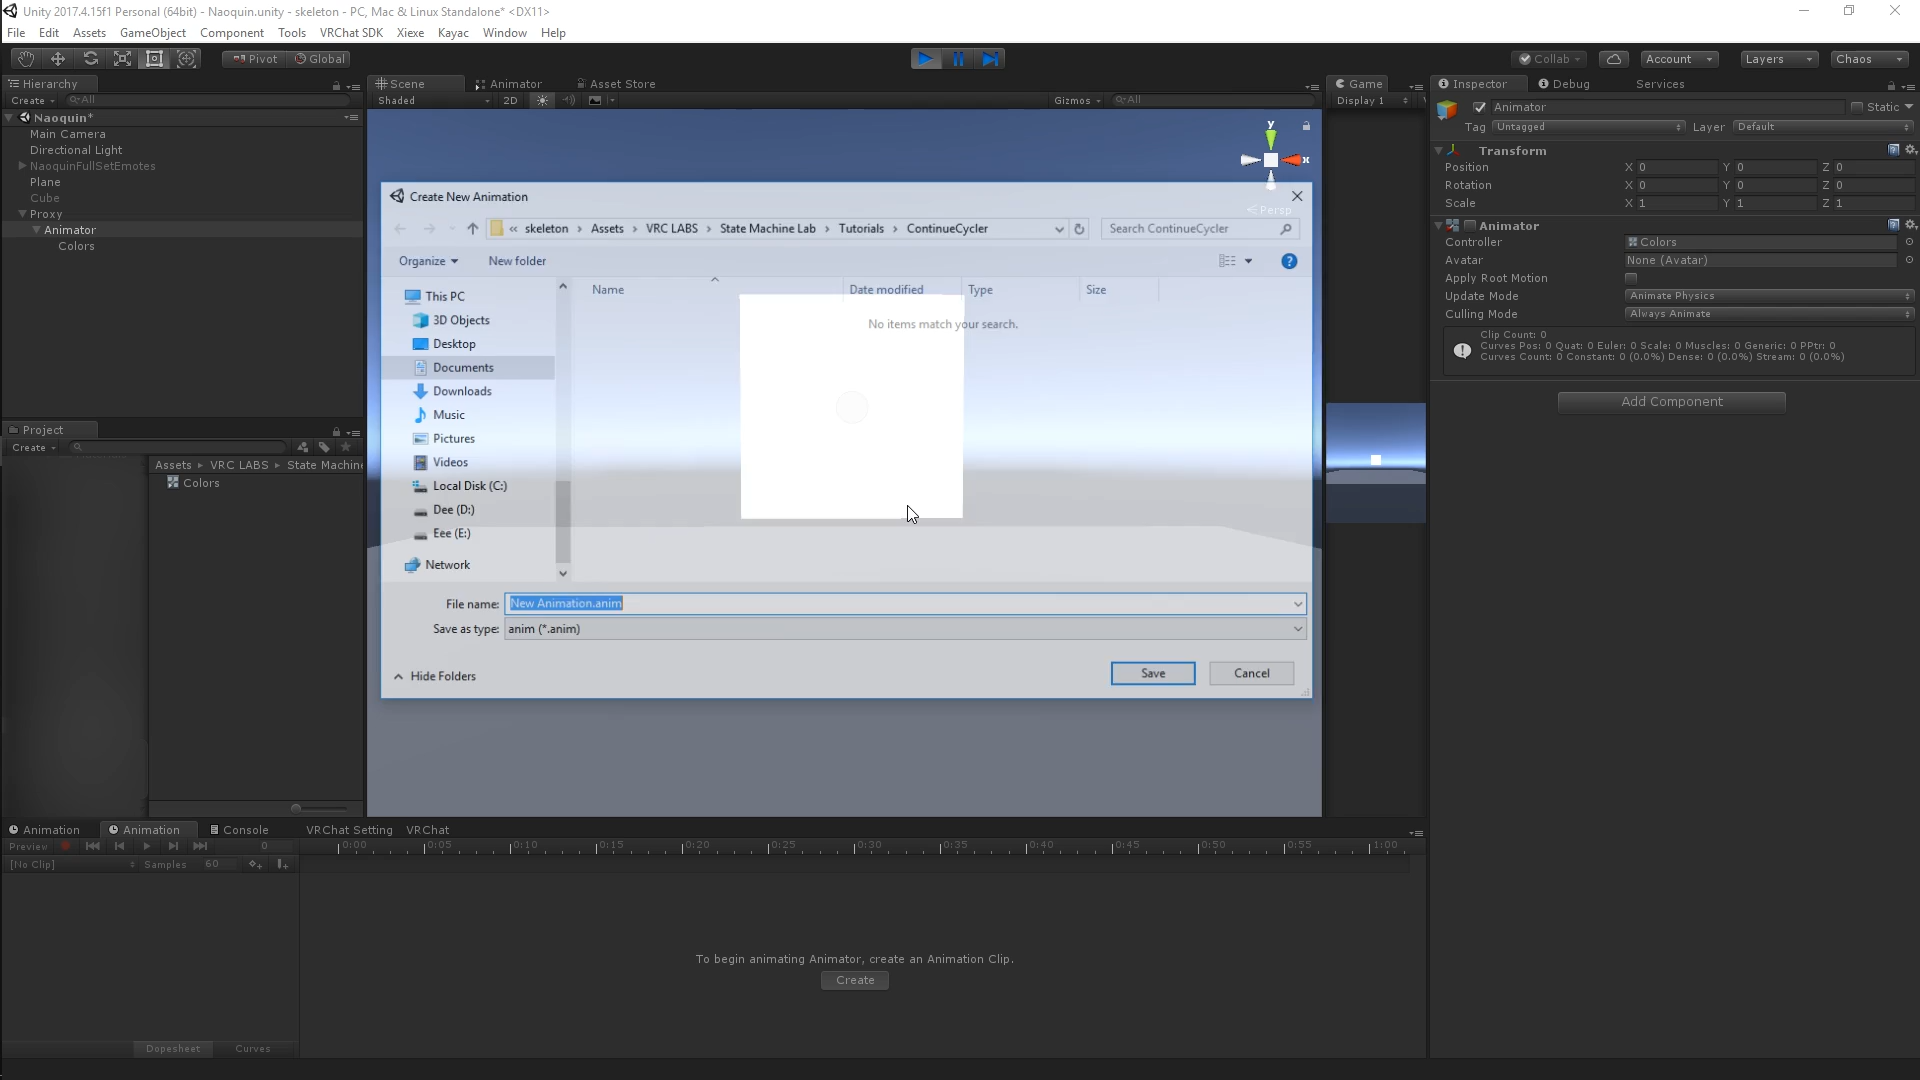 Unity 2017.4.15f1 Personal (64bit) - Naoquin.unity - skeleton - PC, Mac & Linux Standalone* <DX11>
File Edit Assets GameObject Component Tools VRChat SDK Xiexe Kayac Window Help
Pivot Global Collab Account Layers Chaos
Hierarchy
Create All
Naoquin*
Main Camera
Directional Light
NaoquinFullSetEmotes
Plane
Cube
Proxy
Animator
Colors
Project
Create
Assets VRC LABS State Machine
Colors
Scene Animator Asset Store
Shaded 2D Gizmos All
y
x
Persp
Create New Animation
« skeleton Assets VRC LABS State Machine Lab Tutorials ContinueCycler
Search ContinueCycler
Organize New folder
Name Date modified Type Size
No items match your search.
This PC
3D Objects
Desktop
Documents
Downloads
Music
Pictures
Videos
Local Disk (C:)
Dee (D:)
Eee (E:)
Network
File name: New Animation.anim
Save as type: anim (*.anim)
Hide Folders
Save Cancel
Game
Display 1
Inspector Debug Services
Animator Static
Tag Untagged Layer Default
Transform
Position X 0 Y 0 Z 0
Rotation X 0 Y 0 Z 0
Scale X 1 Y 1 Z 1
Animator
Controller Colors
Avatar None (Avatar)
Apply Root Motion
Update Mode Animate Physics
Culling Mode Always Animate
Clip Count: 0
Curves Pos: 0 Quat: 0 Euler: 0 Scale: 0 Muscles: 0 Generic: 0 PPtr: 0
Curves Count: 0 Constant: 0 (0.0%) Dense: 0 (0.0%) Stream: 0 (0.0%)
Add Component
Animation Animation Console VRChat Setting VRChat
Preview 0
0:00 0:05 0:10 0:15 0:20 0:25 0:30 0:35 0:40 0:45 0:50 0:55 1:00
[No Clip] Samples 60
To begin animating Animator, create an Animation Clip.
Create
Dopesheet Curves